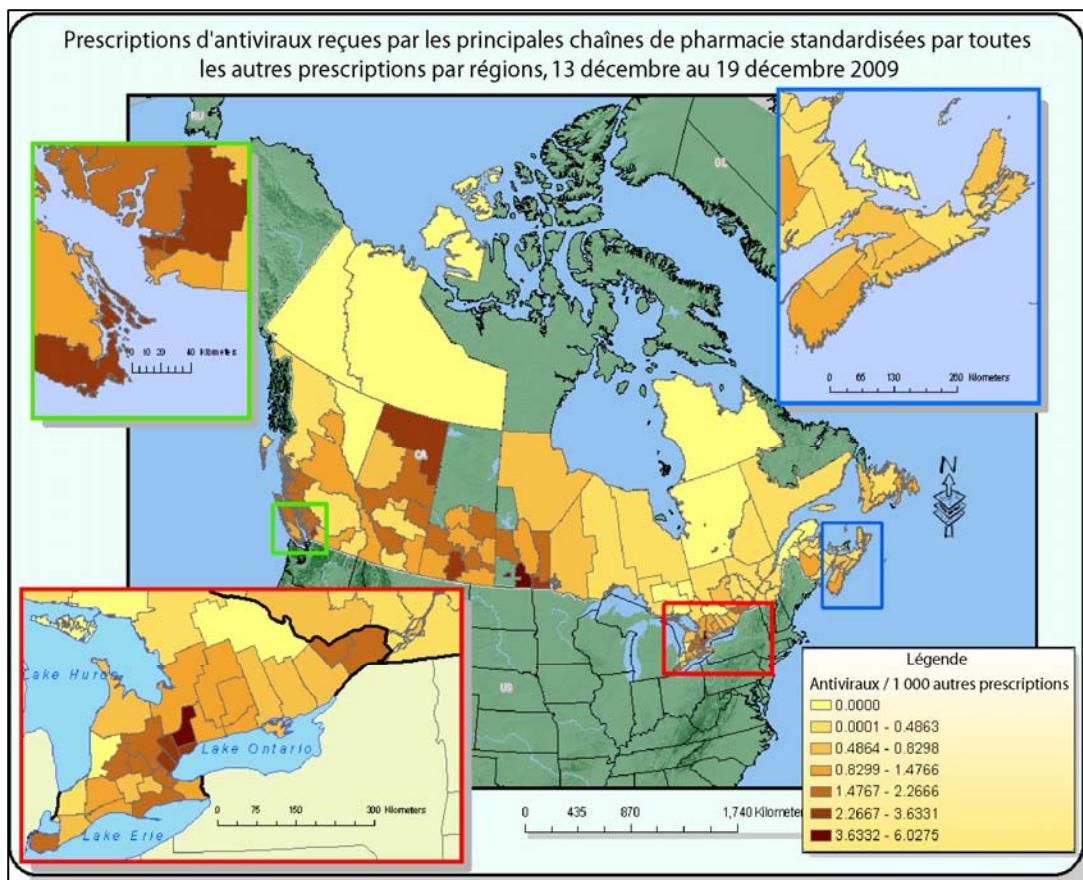 Prescriptions d'antiviraux reçues par les principales chaînes de pharmacie standardisées par toutes
les autres prescriptions par régions, 13 décembre au 19 décembre 2009
RU
GL
0 10 20 40 Kilometers
0 65 130 260 Kilometers
CA
N
Lake Huron
Lake Ontario
Lake Erie
0 75 150 300 Kilometers
US
0 435 870 1,740 Kilometer
Légende
Antiviraux / 1 000 autres prescriptions
0.0000
0.0001 - 0.4863
0.4864 - 0.8298
0.8299 - 1.4766
1.4767 - 2.2666
2.2667 - 3.6331
3.6332 - 6.0275